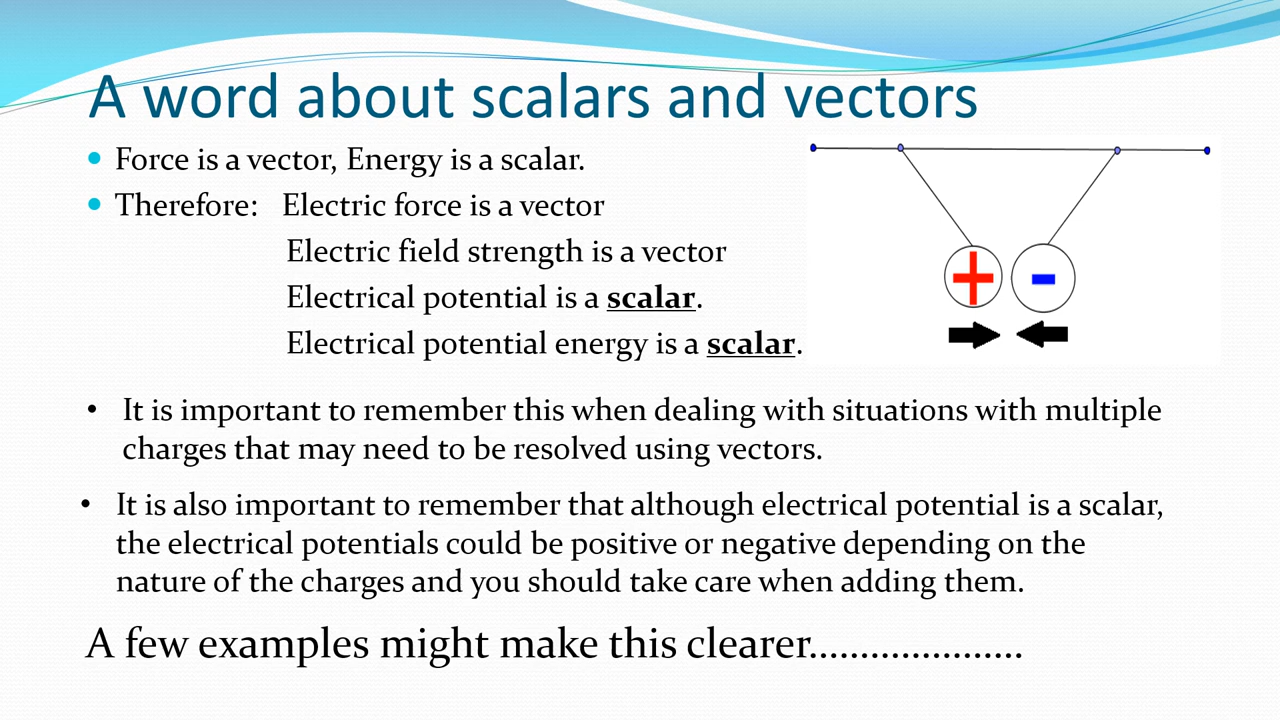 A word about scalars and vectors
Force is a vector, Energy is a scalar.
Therefore: Electric force is a vector
Electric field strength is a vector
Electrical potential is a scalar.
Electrical potential energy is a scalar.
+ -
• It is important to remember this when dealing with situations with multiple
charges that may need to be resolved using vectors.
• It is also important to remember that although electrical potential is a scalar,
the electrical potentials could be positive or negative depending on the
nature of the charges and you should take care when adding them.
A few examples might make this clearer.....................